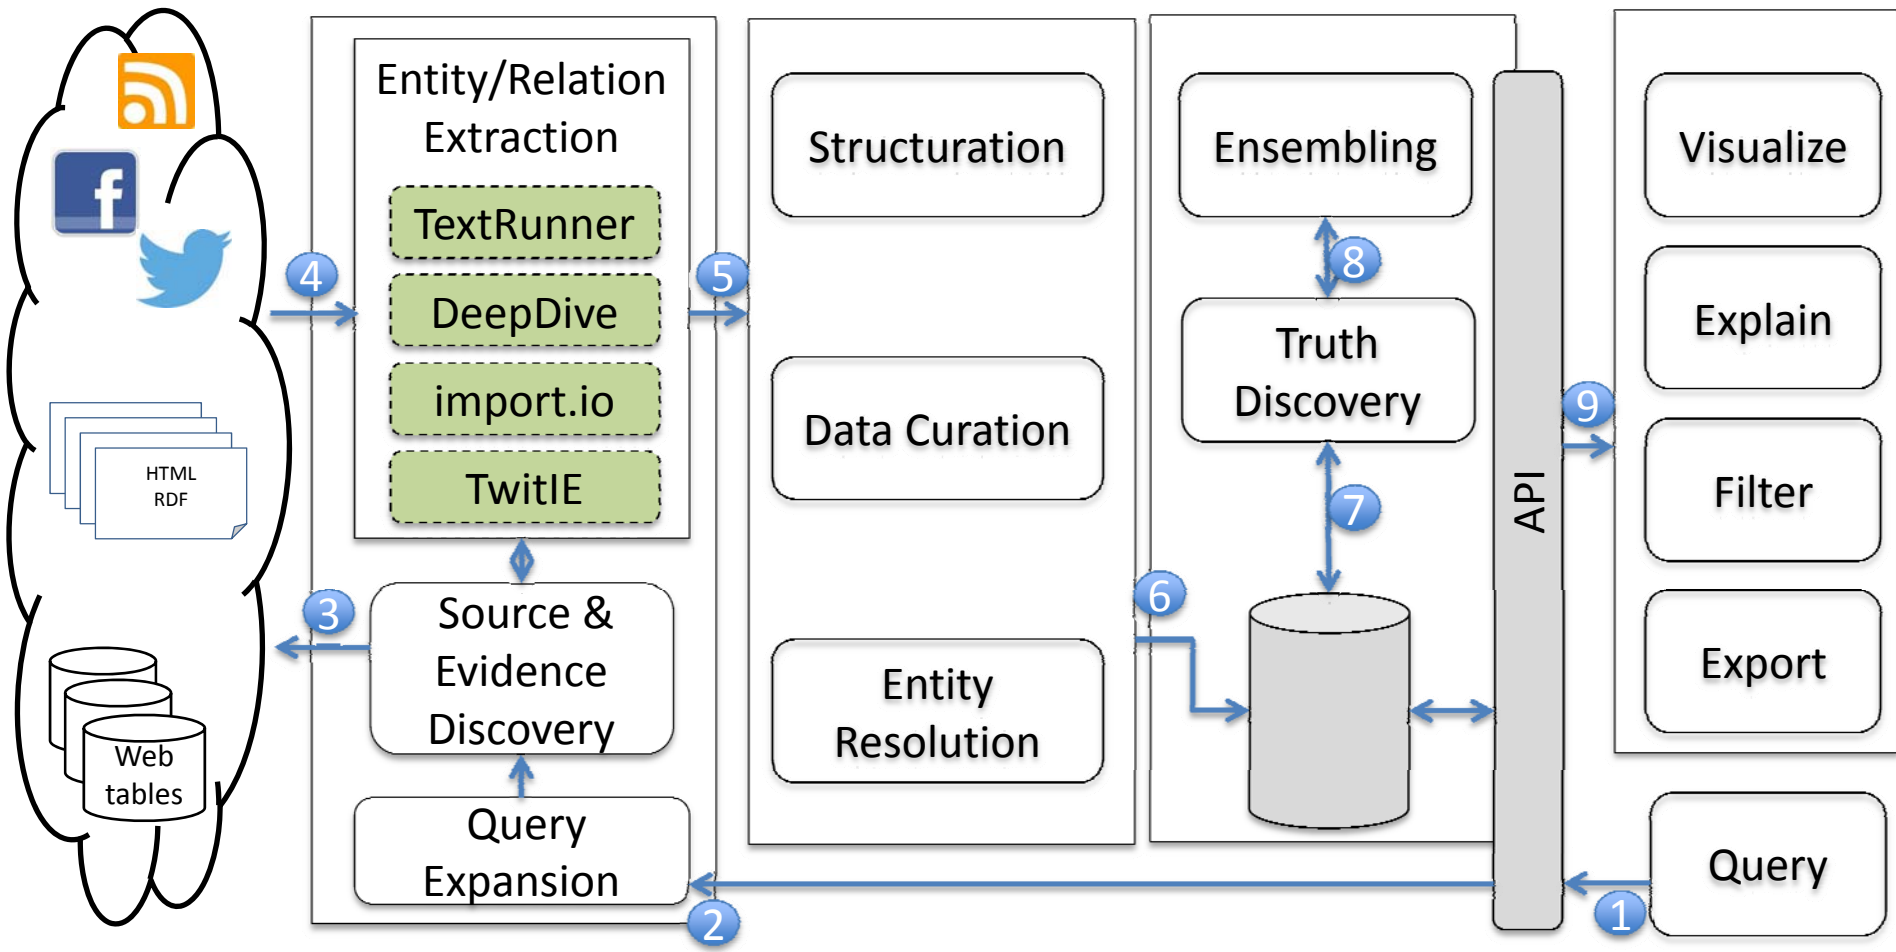 f
HTML
RDF
Web
tables
4
3
Entity/Relation
Extraction
TextRunner
DeepDive
import.io
TwitIE
Source &
Evidence
Discovery
Query
Expansion
5
2
Structuration
Data Curation
Entity
Resolution
6
Ensembling
8
Truth
Discovery
7
API
9
1
Visualize
Explain
Filter
Export
Query